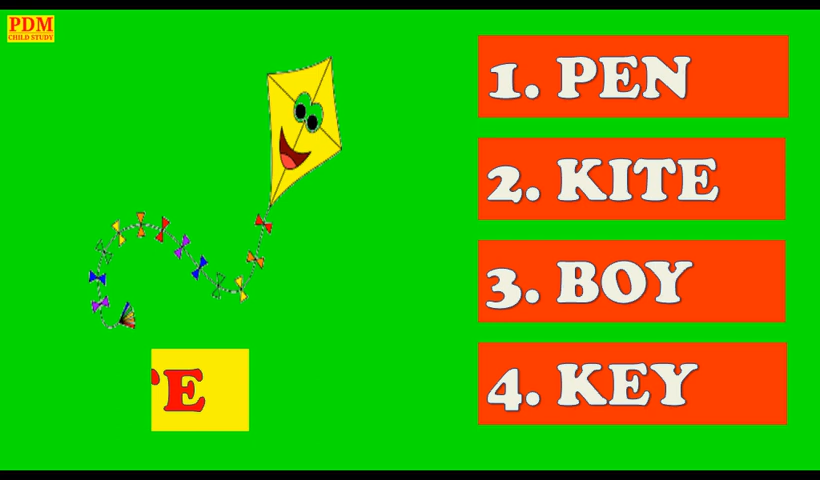 PDM
CHILD STUDY
1. PEN
2. KITE
3. BOY
4. KEY
E